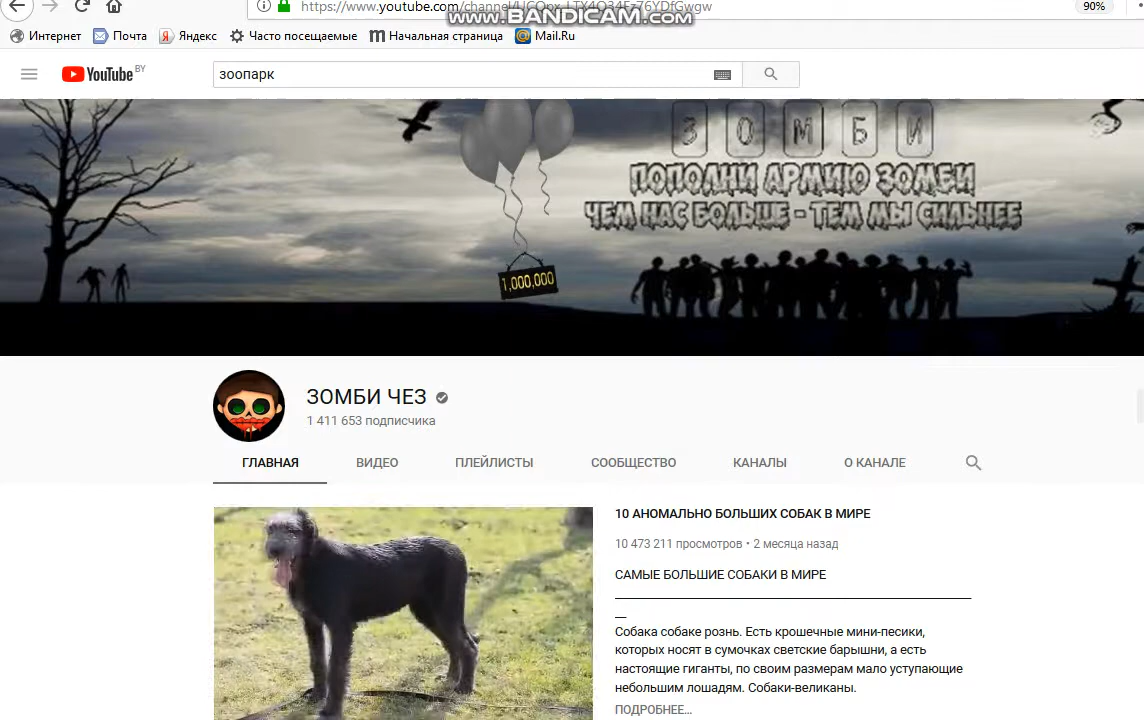 https://www.youtube.com/channel/
90%
www.BANDICAM.com
Интернет Почта Яндекс Часто посещаемые Начальная страница Mail.Ru
YouTube BY
зоопарк
ЗОМБИ
ПОПОЛНИ АРМИЮ ЗОМБИ
ЧЕМ НАС БОЛЬШЕ - ТЕМ МЫ СИЛЬНЕЕ
1,000,000
ЗОМБИ ЧЕЗ
1 411 653 подписчика
ГЛАВНАЯ ВИДЕО ПЛЕЙЛИСТЫ СООБЩЕСТВО КАНАЛЫ О КАНАЛЕ
10 АНОМАЛЬНО БОЛЬШИХ СОБАК В МИРЕ
10 473 211 просмотров • 2 месяца назад
САМЫЕ БОЛЬШИЕ СОБАКИ В МИРЕ
Собака собаке рознь. Есть крошечные мини-песики,
которых носят в сумочках светские барышни, а есть
настоящие гиганты, по своим размерам мало уступающие
небольшим лошадям. Собаки-великаны.
ПОДРОБНЕЕ...